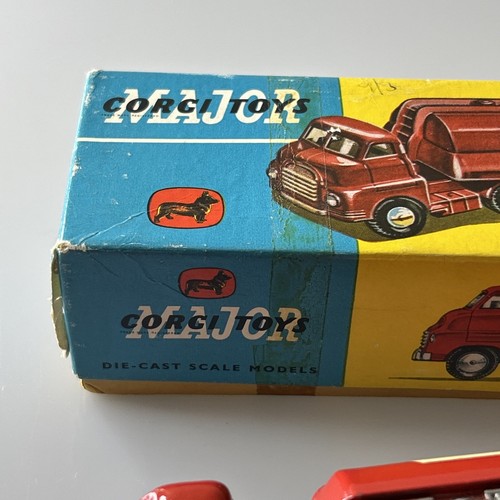 CORGI TOYS
MAJOR
CORGI TOYS
MAJOR
DIE-CAST SCALE MODELS